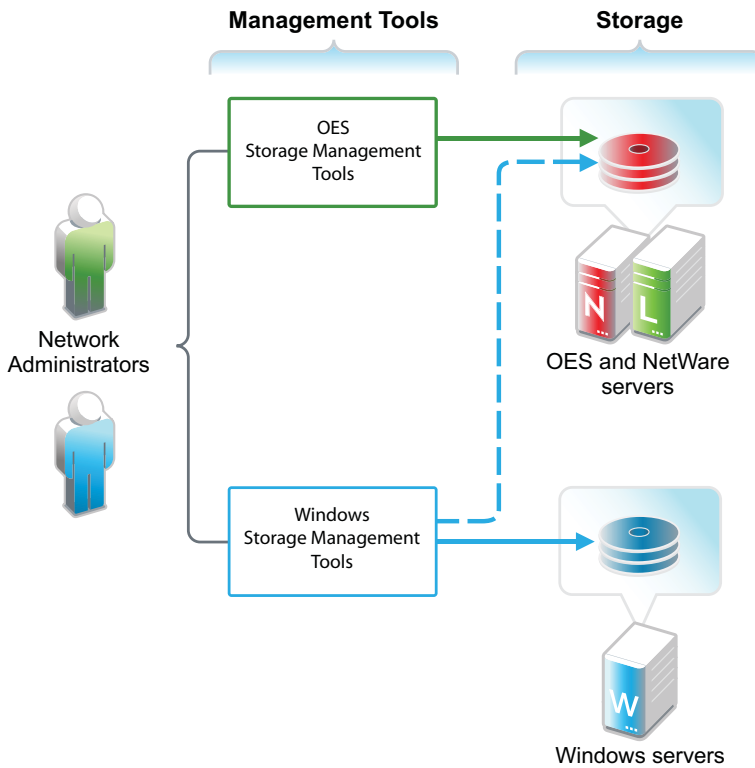 Management Tools
Storage
OES
Storage Management
Tools
Network
Administrators
N
L
OES and NetWare
servers
Windows
Storage Management
Tools
W
Windows servers